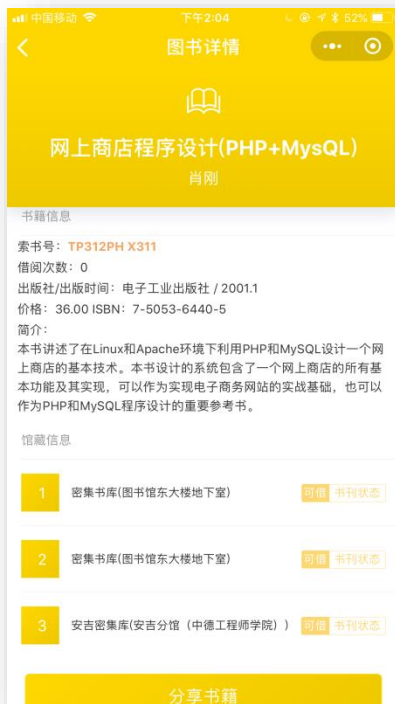 中国移动 下午2:04 52%
图书详情
网上商店程序设计(PHP+MysQL)
肖刚
书籍信息
索书号：TP312PH X311
借阅次数：0
出版社/出版时间：电子工业出版社 / 2001.1
价格：36.00 ISBN：7-5053-6440-5
简介：
本书讲述了在Linux和Apache环境下利用PHP和MySQL设计一个网
上商店的基本技术。本书设计的系统包含了一个网上商店的所有基
本功能及其实现，可以作为实现电子商务网站的实战基础，也可以
作为PHP和MySQL程序设计的重要参考书。
馆藏信息
1 密集书库(图书馆东大楼地下室) 可借 书刊状态
2 密集书库(图书馆东大楼地下室) 可借 书刊状态
3 安吉密集库(安吉分馆（中德工程师学院）) 可借 书刊状态
分享书籍